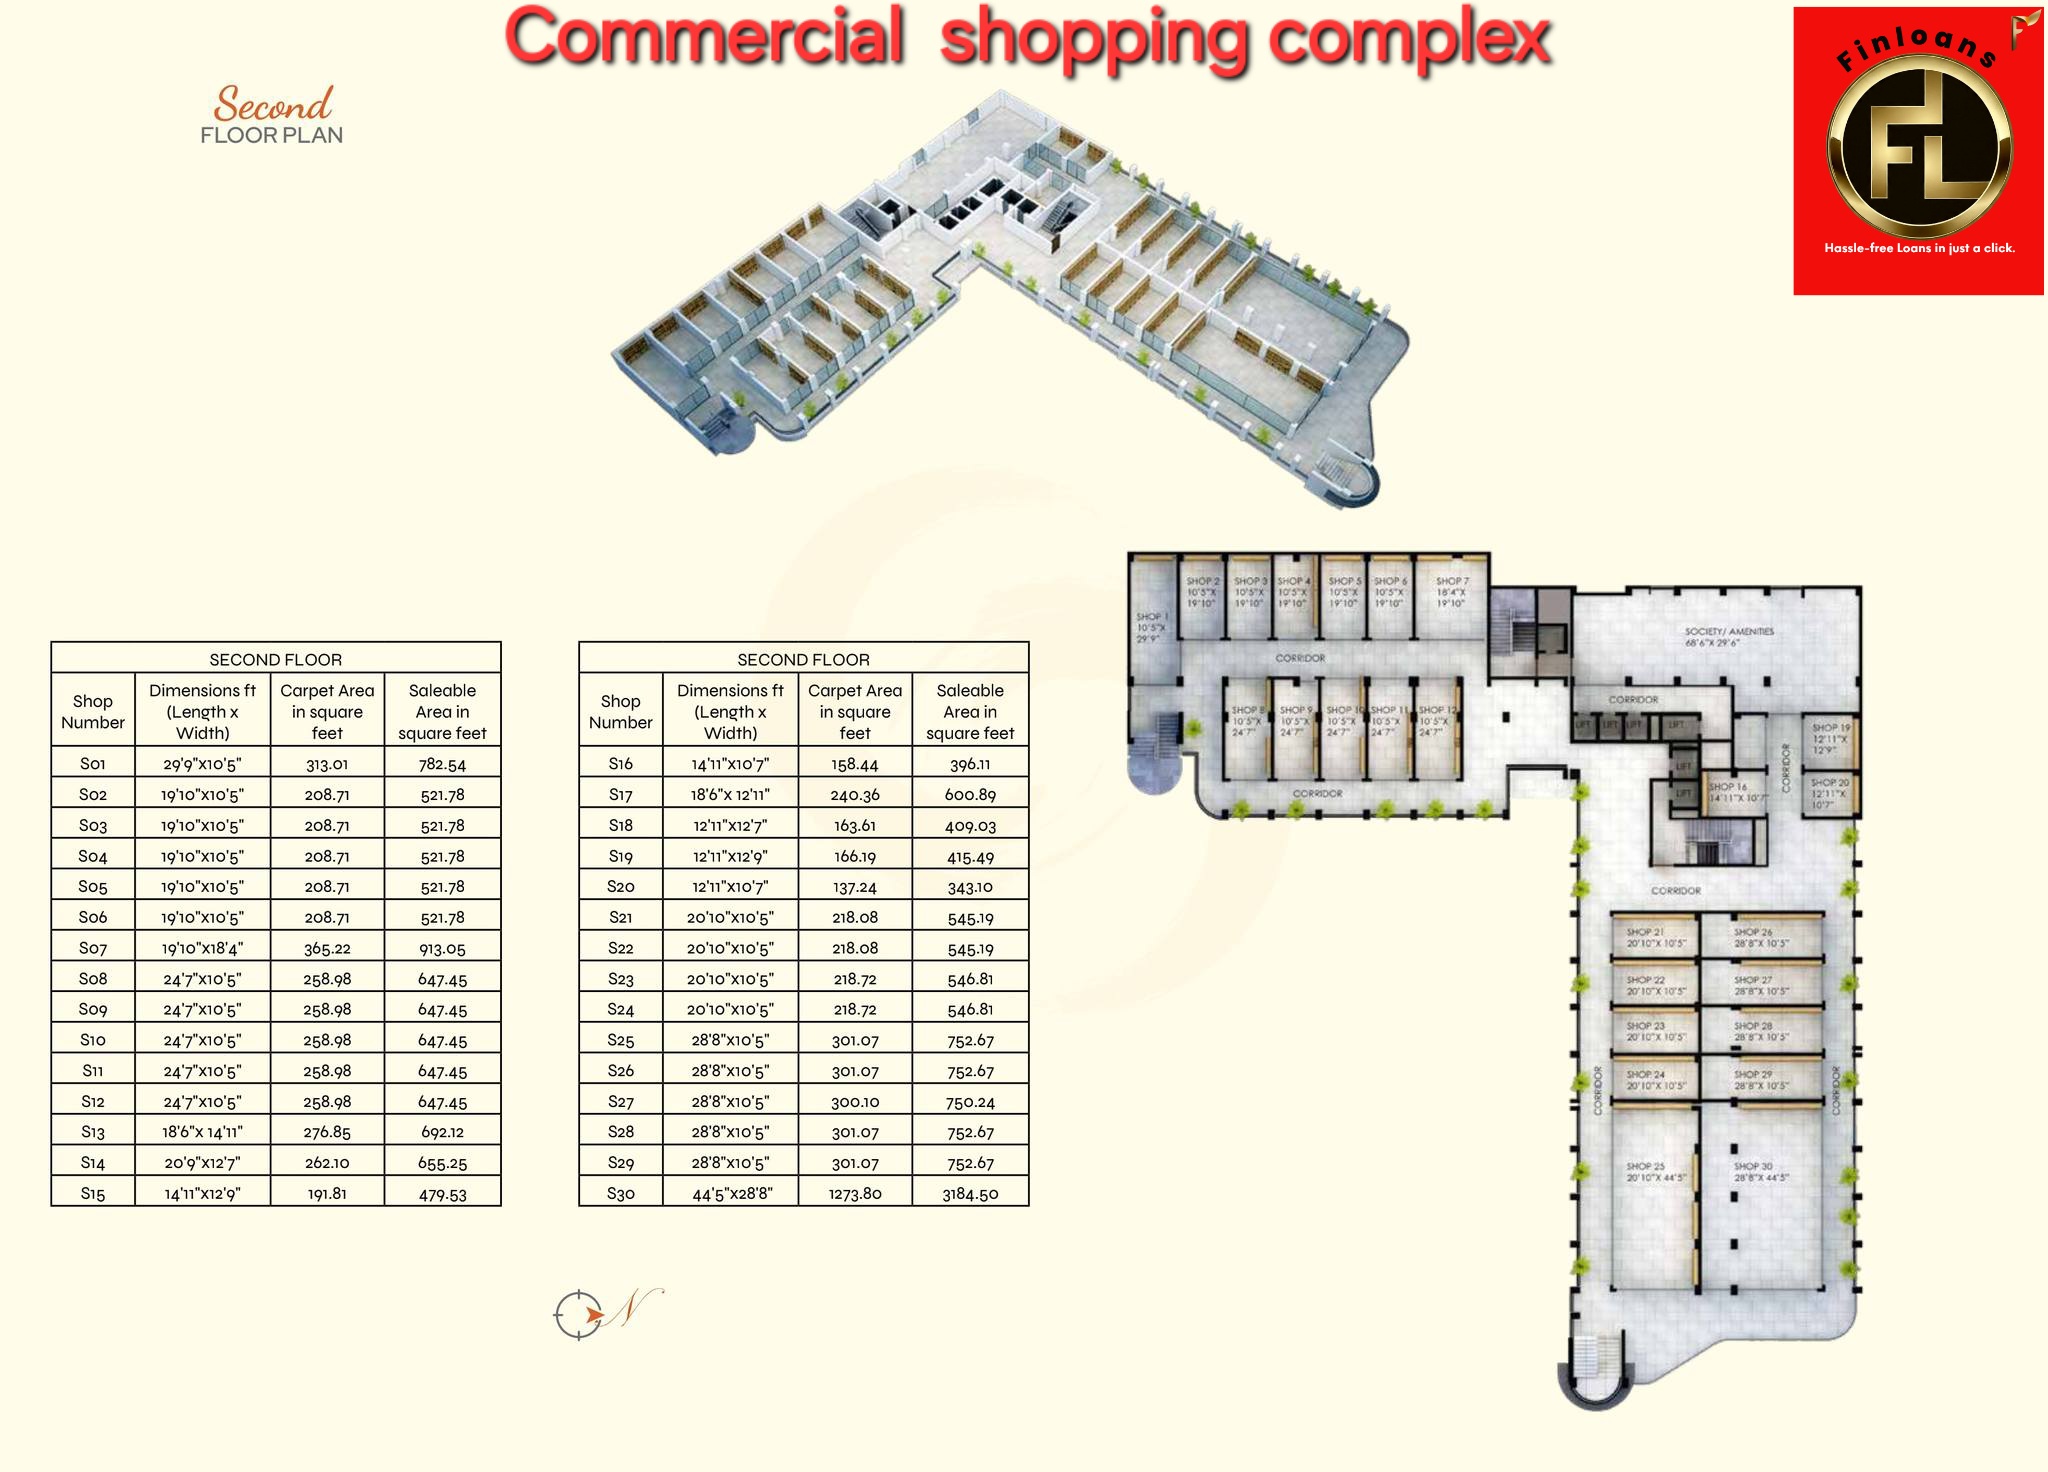 Commercial shopping complex
Finloans
FL
Hassle-free Loans in just a click.
Second
FLOOR PLAN
SECOND FLOOR
Shop Number | Dimensions ft (Length x Width) | Carpet Area in square feet | Saleable Area in square feet
S01 29'9"x10'5" 313.01 782.54
S02 19'10"x10'5" 208.71 521.78
S03 19'10"x10'5" 208.71 521.78
S04 19'10"x10'5" 208.71 521.78
S05 19'10"x10'5" 208.71 521.78
S06 19'10"x10'5" 208.71 521.78
S07 19'10"x18'4" 365.22 913.05
S08 24'7"x10'5" 258.98 647.45
S09 24'7"x10'5" 258.98 647.45
S10 24'7"x10'5" 258.98 647.45
S11 24'7"x10'5" 258.98 647.45
S12 24'7"x10'5" 258.98 647.45
S13 18'6"x 14'11" 276.85 692.12
S14 20'9"x12'7" 262.10 655.25
S15 14'11"x12'9" 191.81 479.53
SECOND FLOOR
Shop Number | Dimensions ft (Length x Width) | Carpet Area in square feet | Saleable Area in square feet
S16 14'11"x10'7" 158.44 396.11
S17 18'6"x 12'11" 240.36 600.89
S18 12'11"x12'7" 163.61 409.03
S19 12'11"x12'9" 166.19 415.49
S20 12'11"x10'7" 137.24 343.10
S21 20'10"x10'5" 218.08 545.19
S22 20'10"x10'5" 218.08 545.19
S23 20'10"x10'5" 218.72 546.81
S24 20'10"x10'5" 218.72 546.81
S25 28'8"x10'5" 301.07 752.67
S26 28'8"x10'5" 301.07 752.67
S27 28'8"x10'5" 300.10 750.24
S28 28'8"x10'5" 301.07 752.67
S29 28'8"x10'5" 301.07 752.67
S30 44'5"x28'8" 1273.80 3184.50
N
SHOP 1
10'5"X
29'9"
SHOP 2
10'5"X
19'10"
SHOP 3
10'5"X
19'10"
SHOP 4
10'5"X
19'10"
SHOP 5
10'5"X
19'10"
SHOP 6
10'5"X
19'10"
SHOP 7
18'4"X
19'10"
CORRIDOR
SHOP 8
10'5"X
24'7"
SHOP 9
10'5"X
24'7"
SHOP 10
10'5"X
24'7"
SHOP 11
10'5"X
24'7"
SHOP 12
10'5"X
24'7"
CORRIDOR
SOCIETY/ AMENITIES
68'6"X 29'6"
CORRIDOR
LIFT
LIFT
LIFT
LIFT
LIFT
LIFT
SHOP 16
14'11"X 10'7"
CORRIDOR
SHOP 19
12'11"X
12'9"
SHOP 20
12'11"X
10'7"
CORRIDOR
SHOP 21
20'10"X 10'5"
SHOP 26
28'8"X 10'5"
SHOP 22
20'10"X 10'5"
SHOP 27
28'8"X 10'5"
SHOP 23
20'10"X 10'5"
SHOP 28
28'8"X 10'5"
SHOP 24
20'10"X 10'5"
SHOP 29
28'8"X 10'5"
CORRIDOR
CORRIDOR
SHOP 25
20'10"X 44'5"
SHOP 30
28'8"X 44'5"